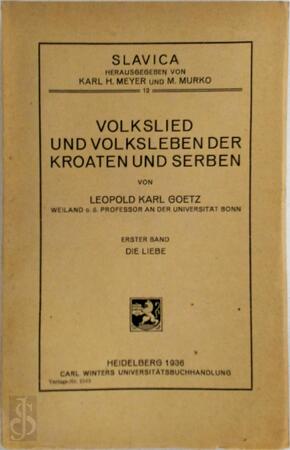 SLAVICA
HERAUSGEGEBEN VON
KARL H. MEYER UND M. MURKO
12
VOLKSLIED
UND VOLKSLEBEN DER
KROATEN UND SERBEN
VON
LEOPOLD KARL GOETZ
WEILAND o. ö. PROFESSOR AN DER UNIVERSITÄT BONN
ERSTER BAND
DIE LIEBE
HEIDELBERG 1936
CARL WINTERS UNIVERSITÄTSBUCHHANDLUNG